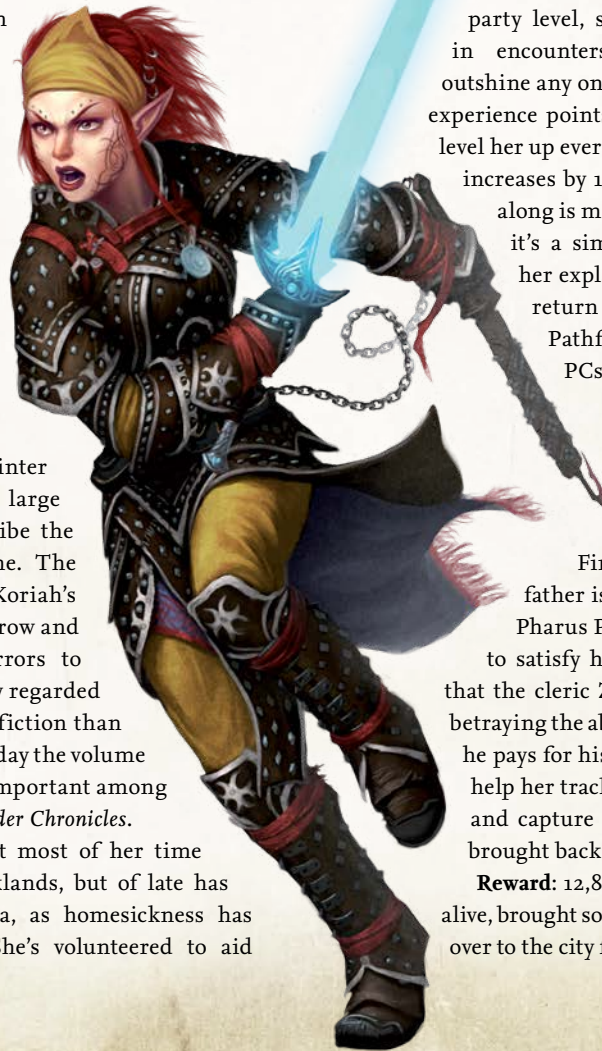 n
inter
large
ibe the
ne. The
Koriah's
row and
rrors to
y regarded
fiction than
day the volume
mportant among
der Chronicles.
t most of her time
klands, but of late has
a, as homesickness has
She's volunteered to aid
party level, s
in encounters
outshine any on
experience point
level her up ever
increases by 1
along is m
it's a sim
her expl
return
Pathf
PCs
Fir
father is
Pharus P
to satisfy h
that the cleric Z
betraying the ab
he pays for his
help her track
and capture
brought back
Reward: 12,8
alive, brought so
over to the city f